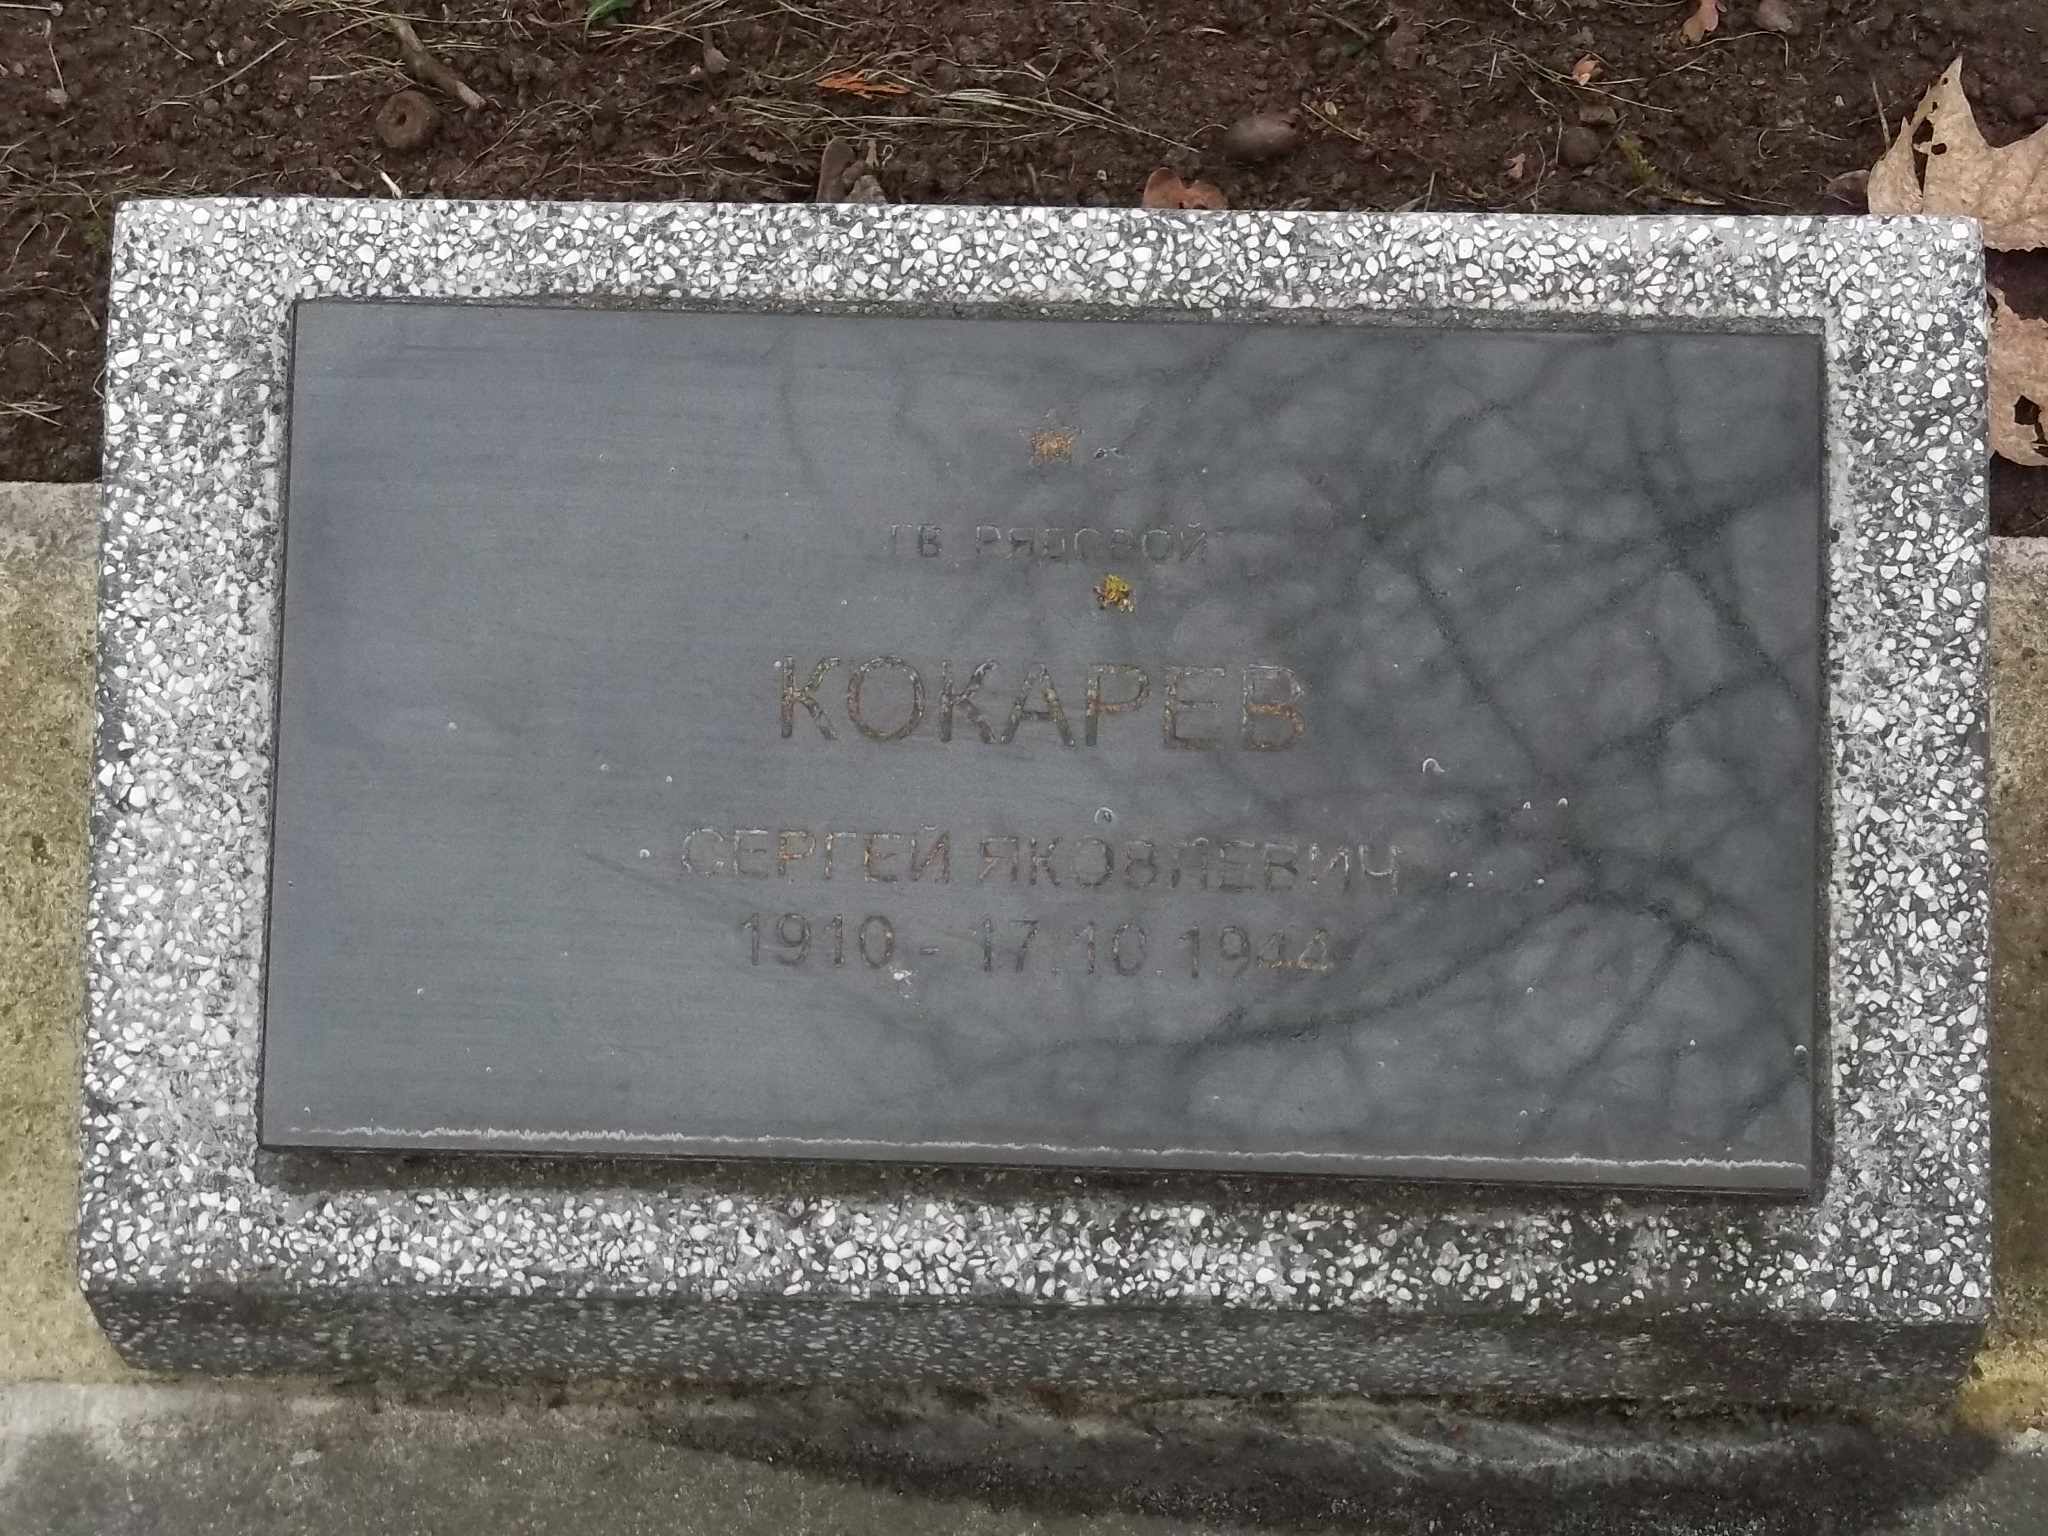 ГВ. РЯДОВОЙ
КОКАРЕВ
СЕРГЕЙ ЯКОВЛЕВИЧ
1910 - 17.10.1944